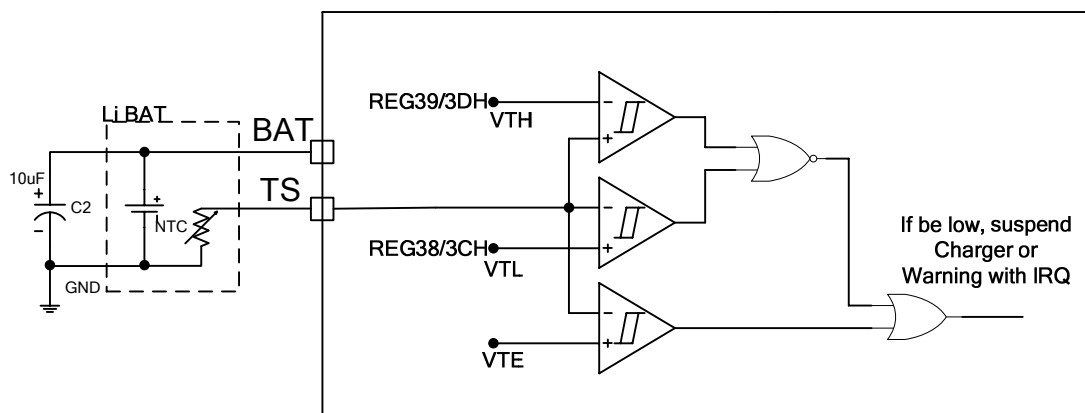 REG39/3DH
VTH
−
+
Li BAT
BAT
10uF
+
C2
−
+
NTC
TS
GND
−
+
REG38/3CH
VTL
−
+
VTE
If be low, suspend
Charger or
Warning with IRQ